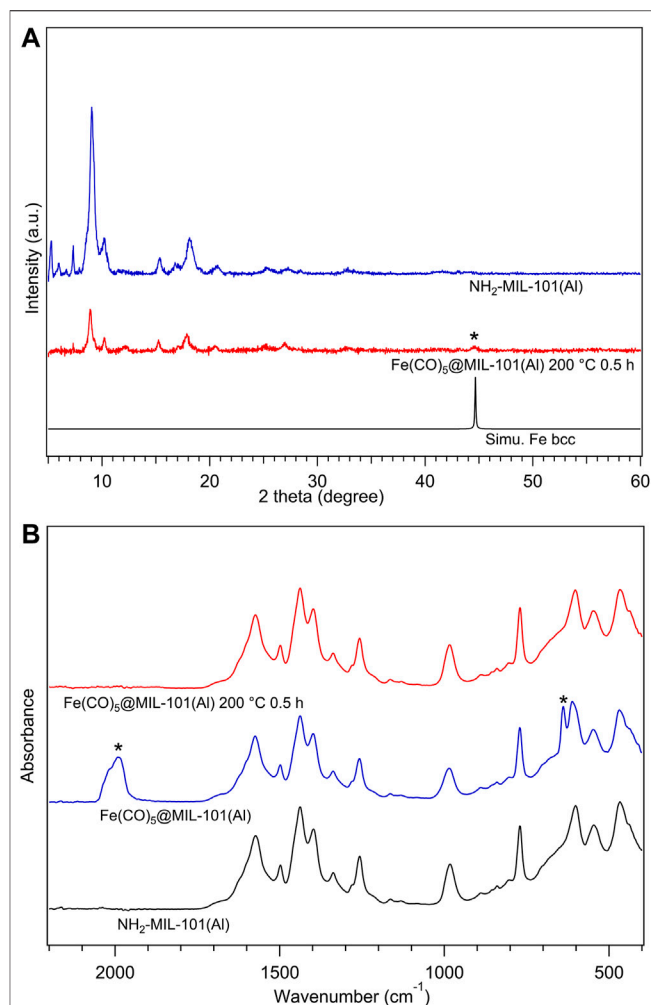 A
Intensity (a.u.)
NH₂-MIL-101(Al)
*
Fe(CO)₅@MIL-101(Al) 200 °C 0.5 h
Simu. Fe bcc
10 20 30 40 50 60
2 theta (degree)
B
Absorbance
Fe(CO)₅@MIL-101(Al) 200 °C 0.5 h
* *
Fe(CO)₅@MIL-101(Al)
NH₂-MIL-101(Al)
2000 1500 1000 500
Wavenumber (cm⁻¹)